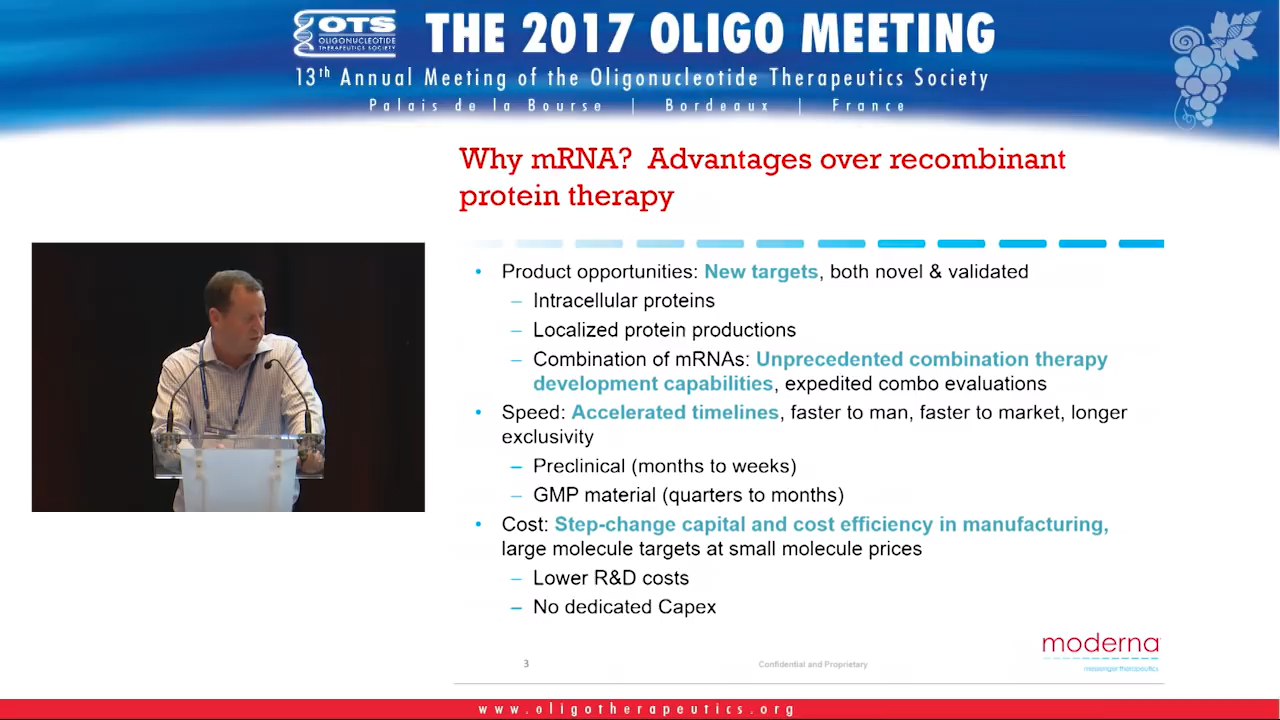 OTS
OLIGONUCLEOTIDE
THERAPEUTICS SOCIETY
THE 2017 OLIGO MEETING
13th Annual Meeting of the Oligonucleotide Therapeutics Society
Palais de la Bourse | Bordeaux | France
Why mRNA? Advantages over recombinant
protein therapy
• Product opportunities: New targets, both novel & validated
– Intracellular proteins
– Localized protein productions
– Combination of mRNAs: Unprecedented combination therapy
development capabilities, expedited combo evaluations
• Speed: Accelerated timelines, faster to man, faster to market, longer
exclusivity
– Preclinical (months to weeks)
– GMP material (quarters to months)
• Cost: Step-change capital and cost efficiency in manufacturing,
large molecule targets at small molecule prices
– Lower R&D costs
– No dedicated Capex
moderna
messenger therapeutics
3
Confidential and Proprietary
www.oligotherapeutics.org